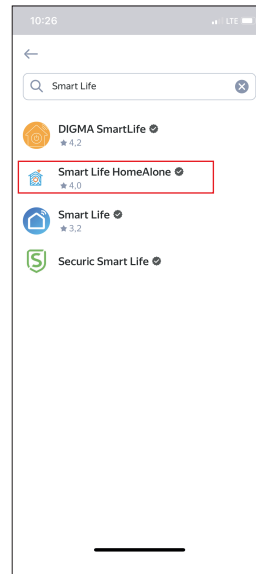 10:26
LTE
Smart Life
DIGMA SmartLife
4,2
Smart Life HomeAlone
4,0
Smart Life
3,2
Securic Smart Life